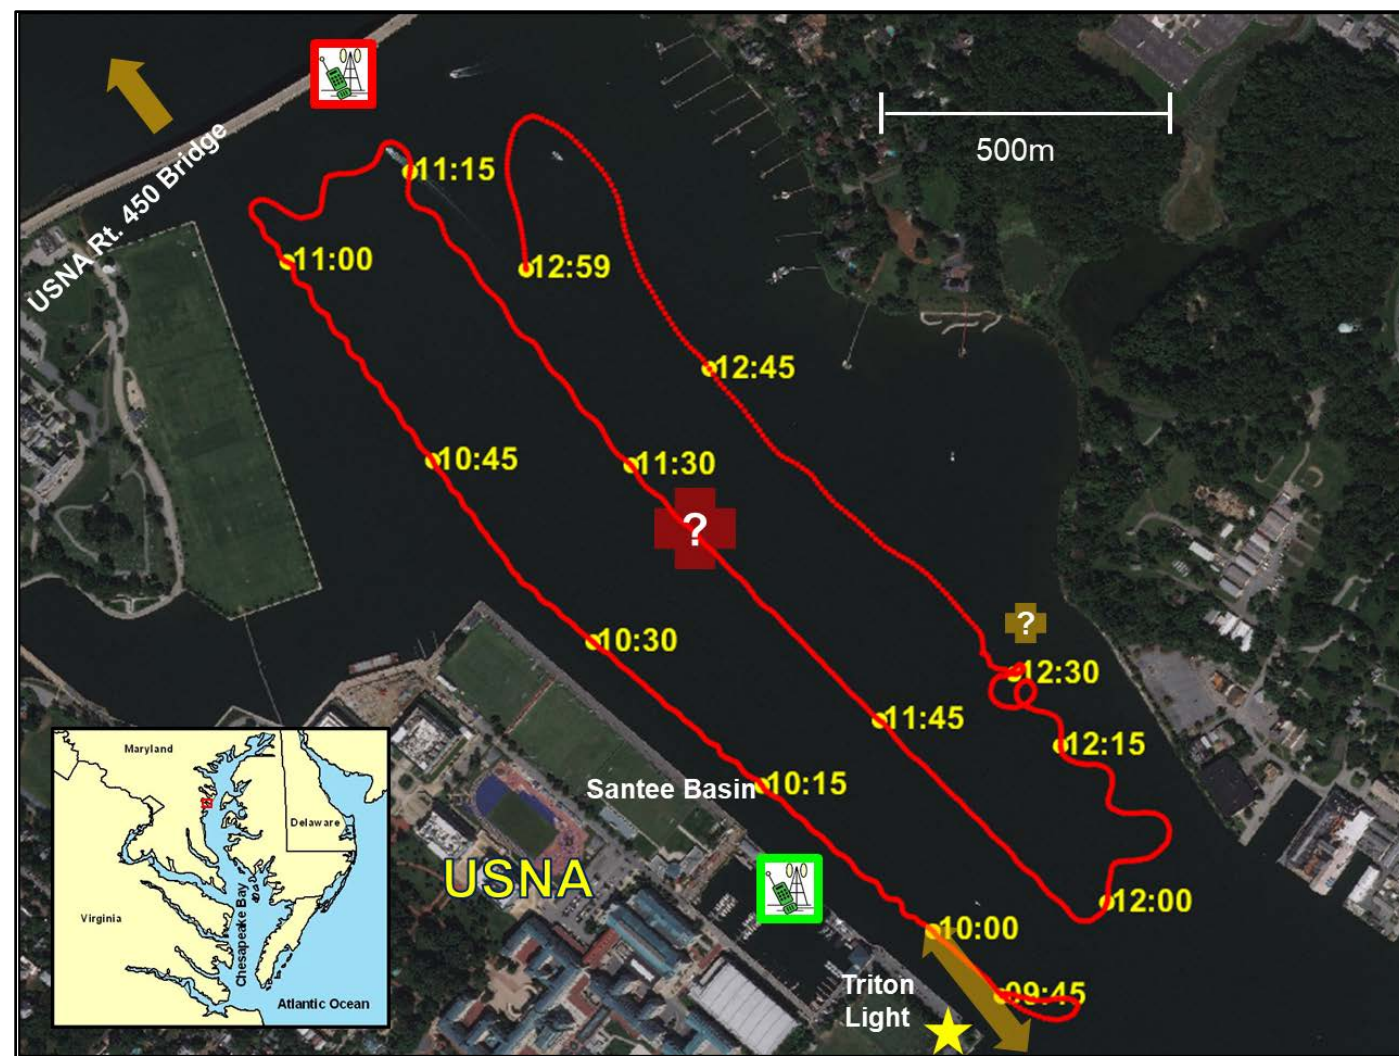 USNA Rt. 450 Bridge
500m
11:15
11:00
12:59
12:45
10:45
11:30
?
10:30
?
12:30
11:45
12:15
Santee Basin
10:15
USNA
12:00
10:00
09:45
Triton
Light
Maryland
Delaware
Virginia
Chesapeake Bay
Atlantic Ocean